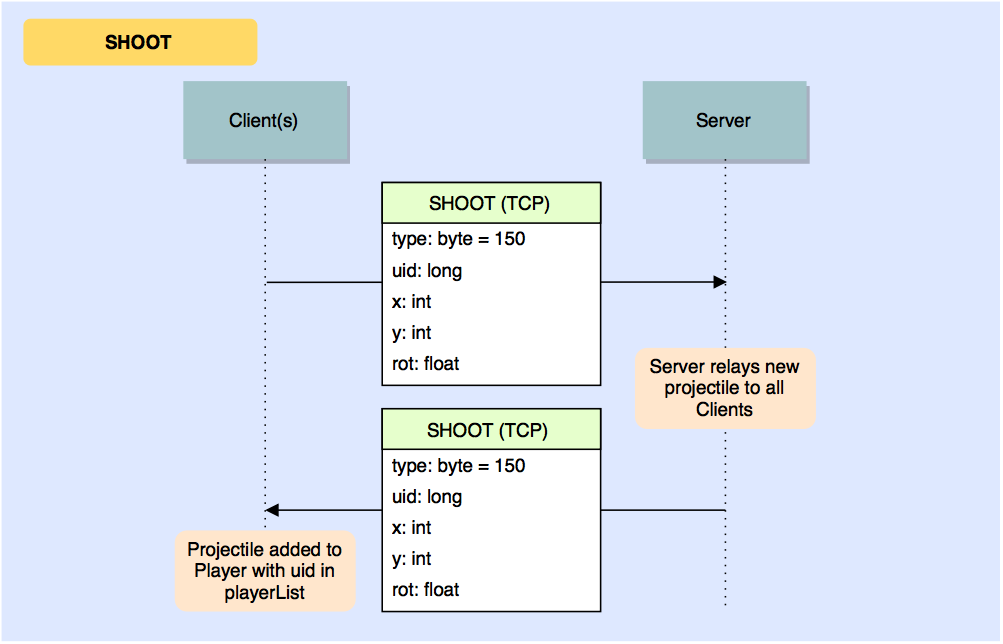 SHOOT
Client(s)
Server
SHOOT (TCP)
type: byte = 150
uid: long
x: int
y: int
rot: float
Server relays new
projectile to all
Clients
SHOOT (TCP)
type: byte = 150
uid: long
x: int
y: int
rot: float
Projectile added to
Player with uid in
playerList